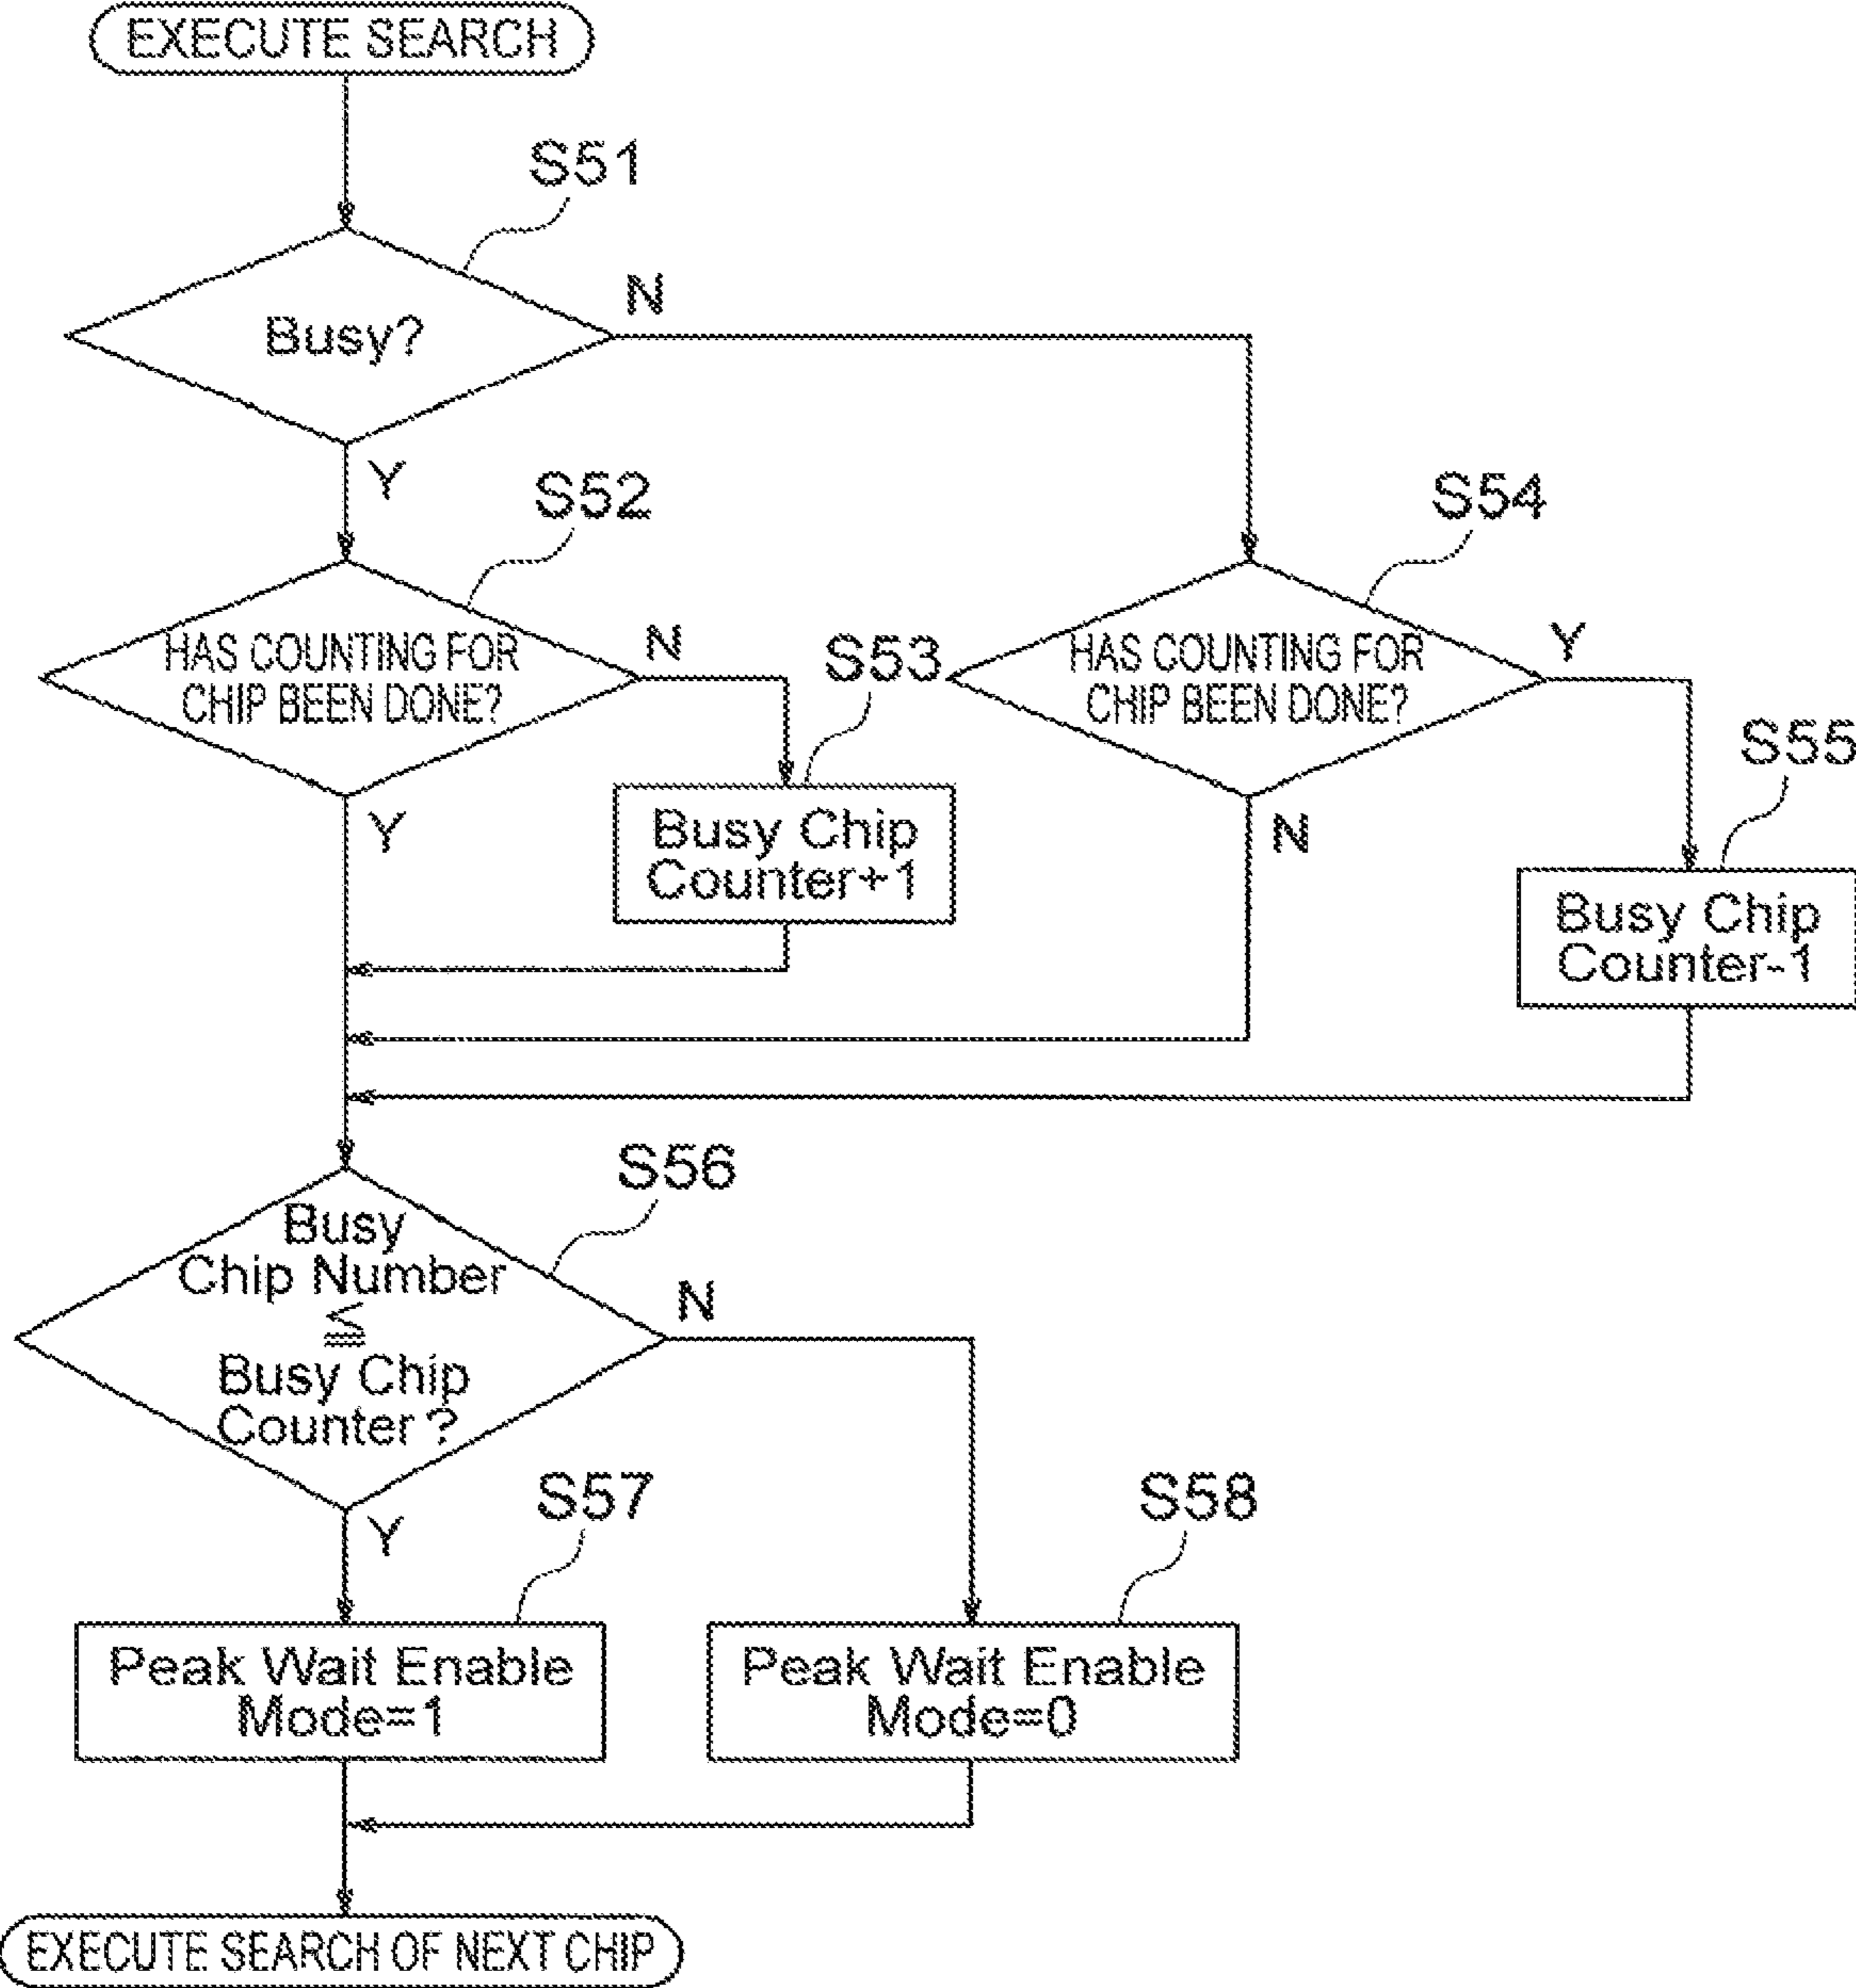 EXECUTE SEARCH
S51
N
Busy?
Y
S52
S54
HAS COUNTING FOR
CHIP BEEN DONE?
N
S53
HAS COUNTING FOR
CHIP BEEN DONE?
Y
S55
Y
Busy Chip
Counter+1
N
Busy Chip
Counter-1
S56
Busy
Chip Number
≦
Busy Chip
Counter?
N
S57
S58
Y
Peak Wait Enable
Mode=1
Peak Wait Enable
Mode=0
EXECUTE SEARCH OF NEXT CHIP